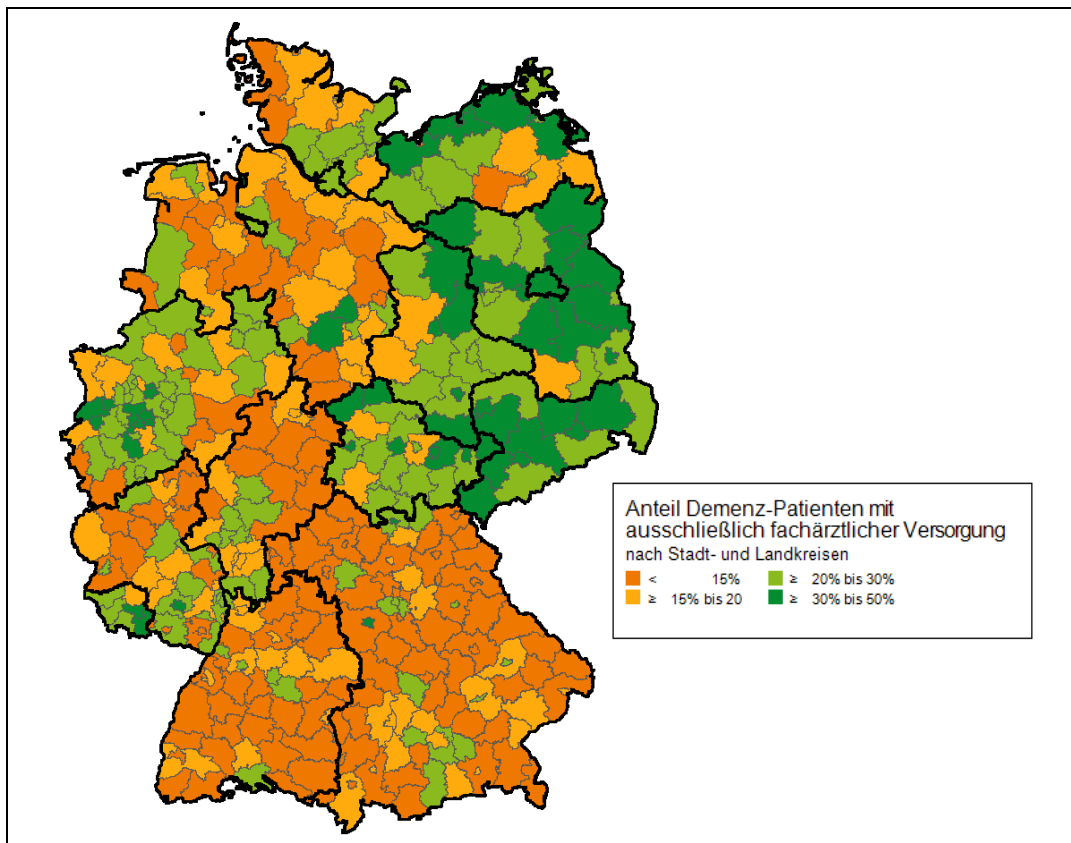 Anteil Demenz-Patienten mit
ausschließlich fachärztlicher Versorgung
nach Stadt- und Landkreisen
< 15% ≥ 20% bis 30%
≥ 15% bis 20 ≥ 30% bis 50%